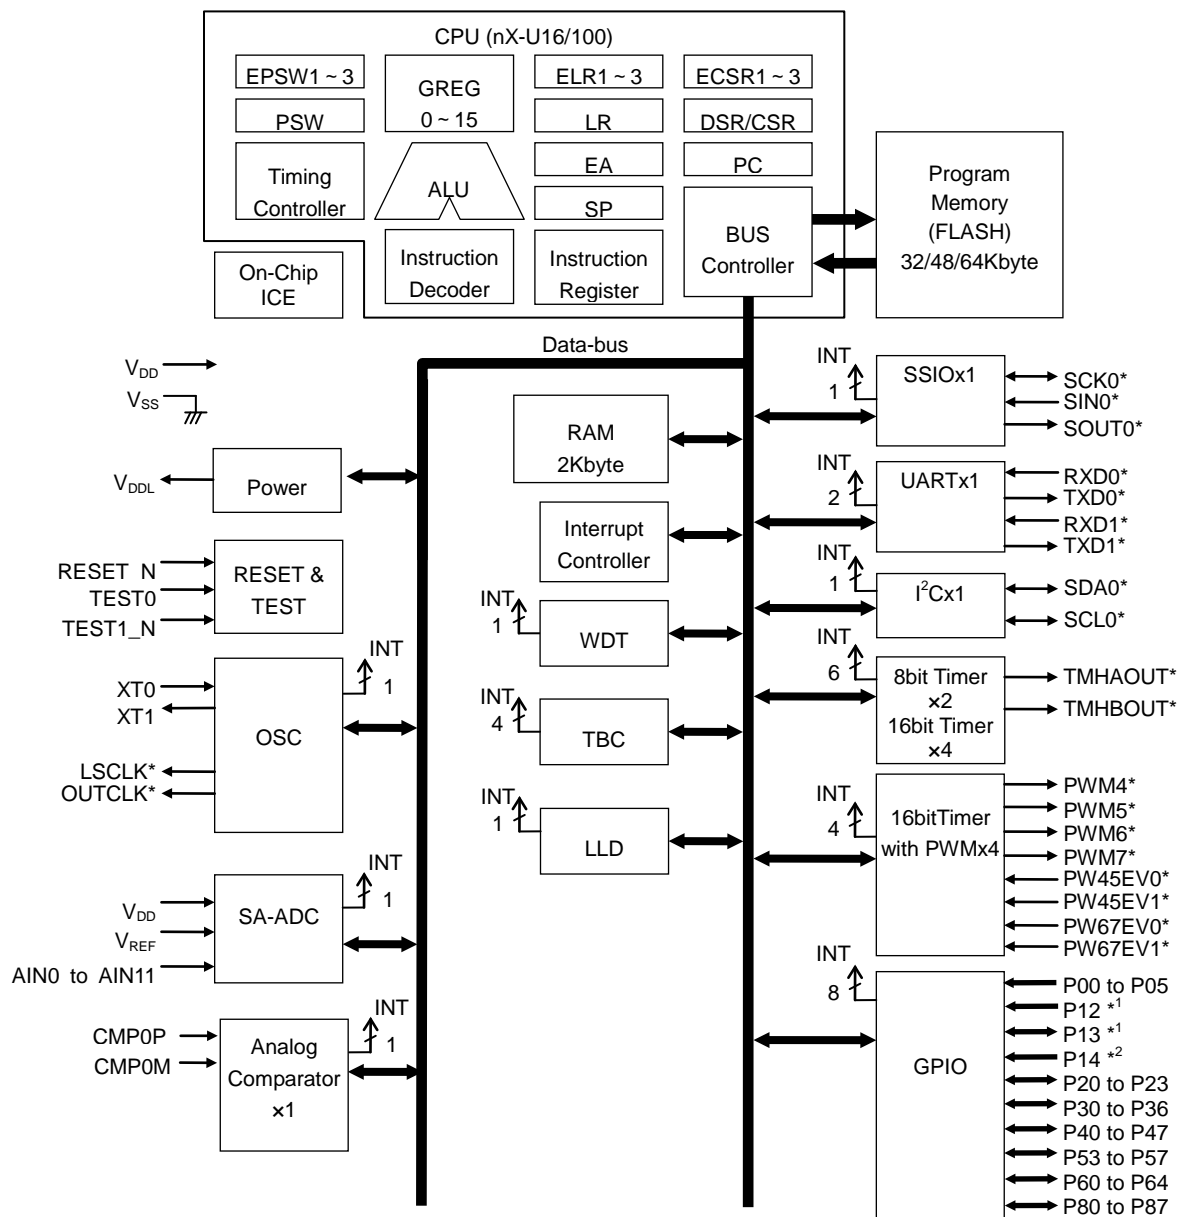 CPU (nX-U16/100)
EPSW1 ~ 3
GREG
0 ~ 15
ELR1 ~ 3
ECSR1 ~ 3
PSW
LR
DSR/CSR
Timing
Controller
ALU
EA
PC
SP
BUS
Controller
Program
Memory
(FLASH)
32/48/64Kbyte
On-Chip
ICE
Instruction
Decoder
Instruction
Register
Data-bus
V_DD
V_SS
V_DDL
Power
RESET_N
TEST0
TEST1_N
RESET &
TEST
XT0
XT1
LSCLK*
OUTCLK*
OSC
INT
1
V_DD
V_REF
AIN0 to AIN11
SA-ADC
INT
1
CMP0P
CMP0M
Analog
Comparator
×1
INT
1
RAM
2Kbyte
Interrupt
Controller
INT
1
WDT
INT
4
TBC
INT
1
LLD
INT
1
SSIOx1
SCK0*
SIN0*
SOUT0*
INT
2
UARTx1
RXD0*
TXD0*
RXD1*
TXD1*
INT
1
I²Cx1
SDA0*
SCL0*
INT
6
8bit Timer
×2
16bit Timer
×4
TMHAOUT*
TMHBOUT*
INT
4
16bitTimer
with PWMx4
PWM4*
PWM5*
PWM6*
PWM7*
PW45EV0*
PW45EV1*
PW67EV0*
PW67EV1*
INT
8
GPIO
P00 to P05
P12 *¹
P13 *¹
P14 *²
P20 to P23
P30 to P36
P40 to P47
P53 to P57
P60 to P64
P80 to P87